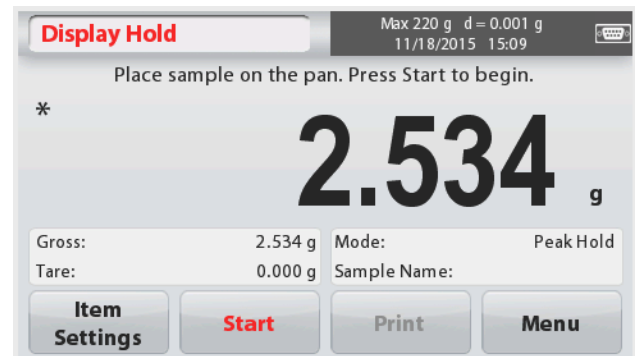 Display Hold
Max 220 g d = 0.001 g
11/18/2015 15:09
Place sample on the pan. Press Start to begin.
*
2.534 g
Gross: 2.534 g Mode: Peak Hold
Tare: 0.000 g Sample Name:
Item Settings
Start
Print
Menu